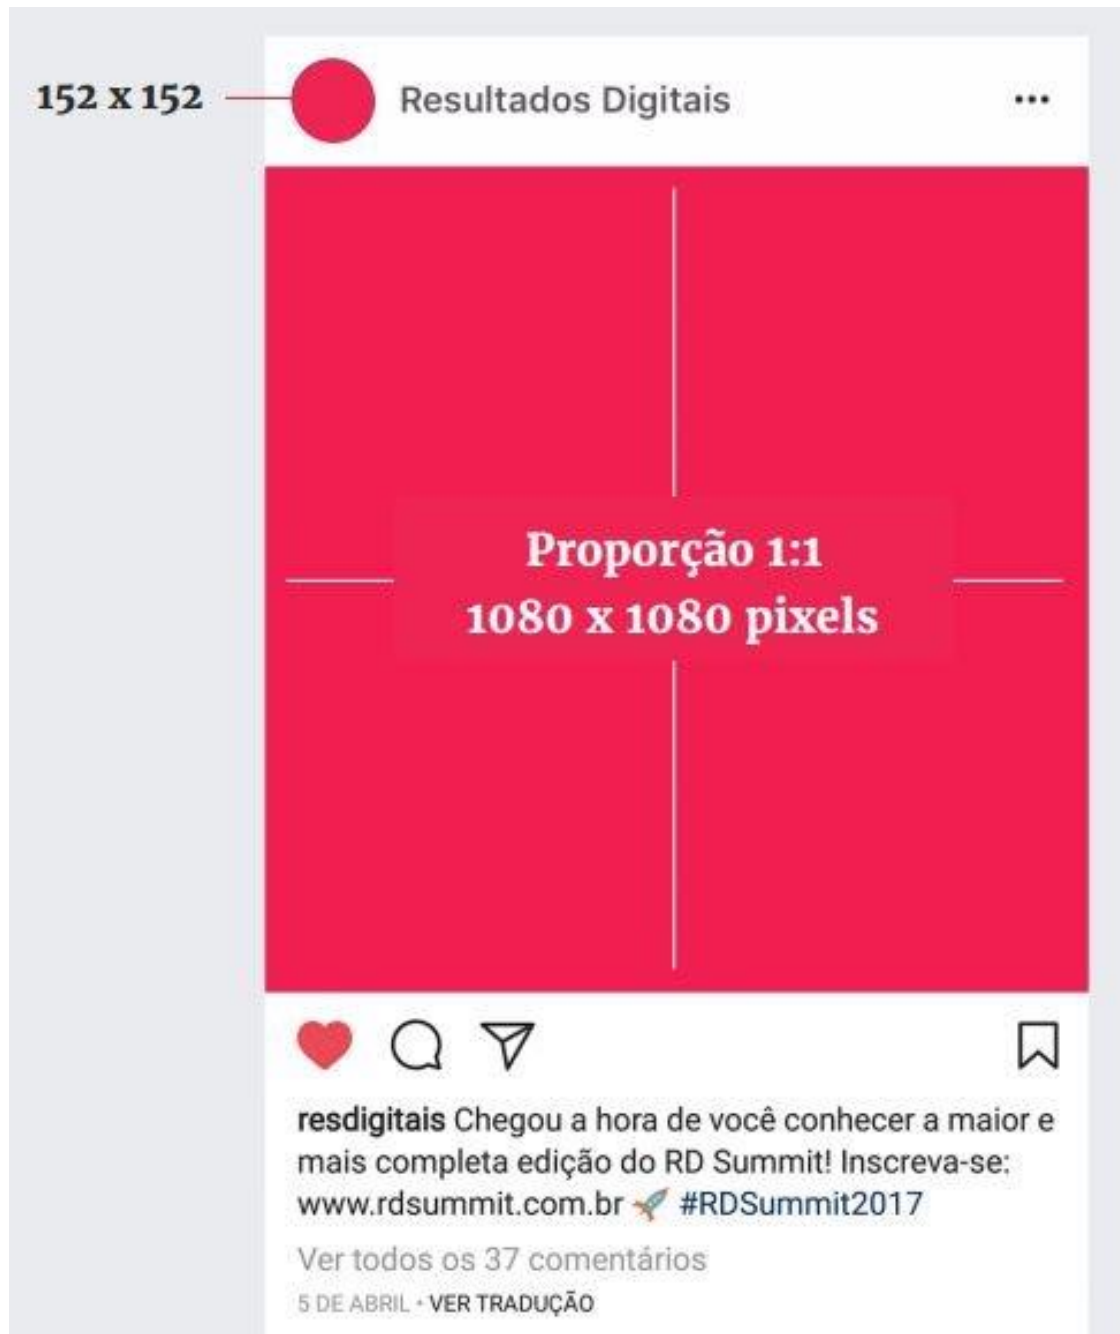 152 x 152
Resultados Digitais
Proporção 1:1
1080 x 1080 pixels
resdigitais Chegou a hora de você conhecer a maior e
mais completa edição do RD Summit! Inscreva-se:
www.rdsummit.com.br 🚀 #RDSummit2017
Ver todos os 37 comentários
5 DE ABRIL • VER TRADUÇÃO